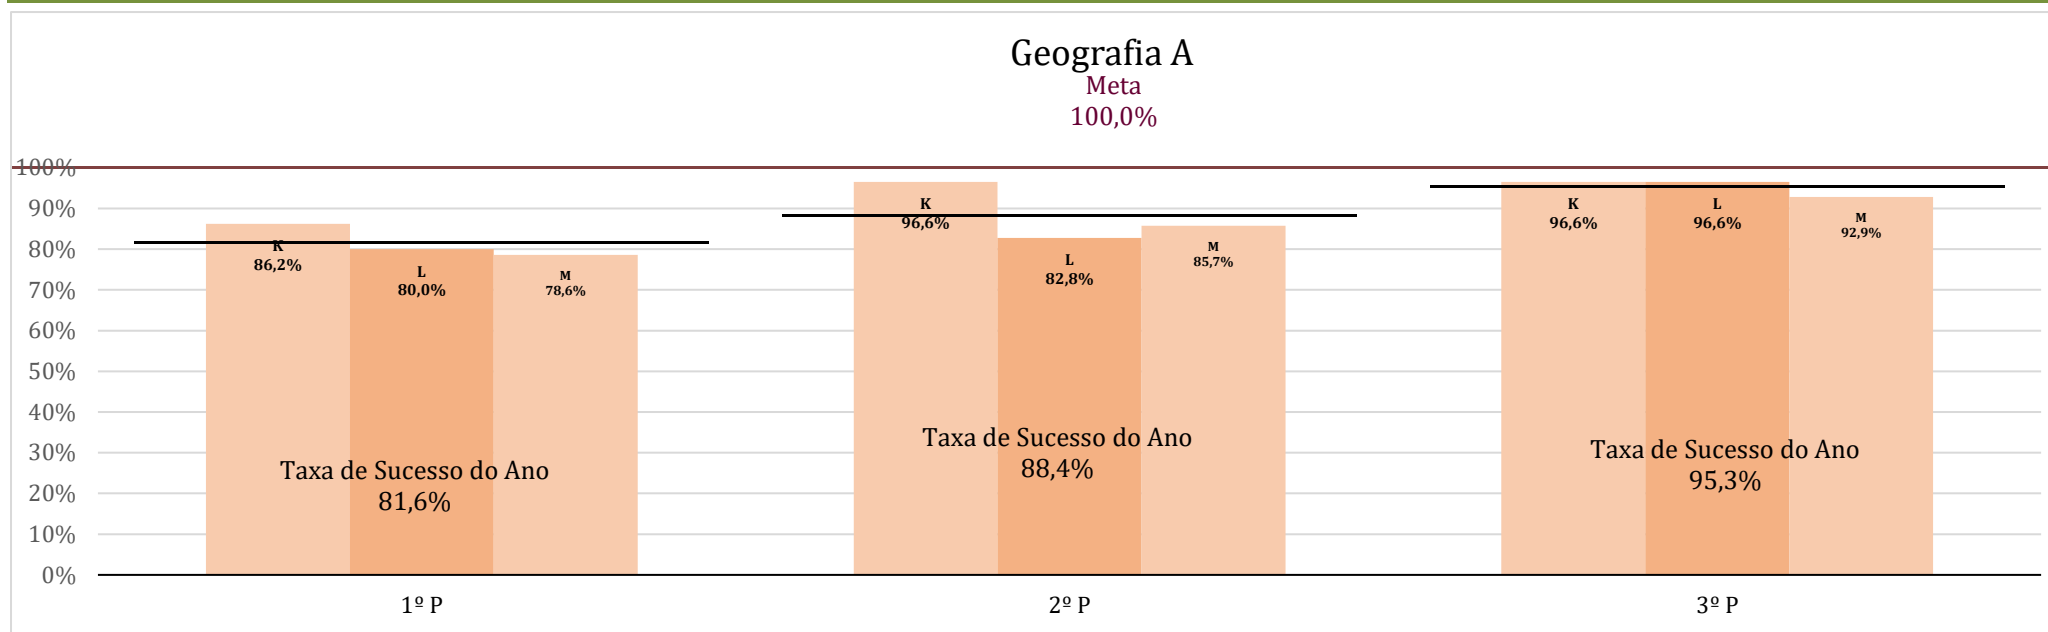 Geografia A
Meta
100,0%
100%
90%
80%
70%
60%
50%
40%
30%
20%
10%
0%
K
86,2%
L
80,0%
M
78,6%
Taxa de Sucesso do Ano
81,6%
1º P
K
96,6%
L
82,8%
M
85,7%
Taxa de Sucesso do Ano
88,4%
2º P
K
96,6%
L
96,6%
M
92,9%
Taxa de Sucesso do Ano
95,3%
3º P